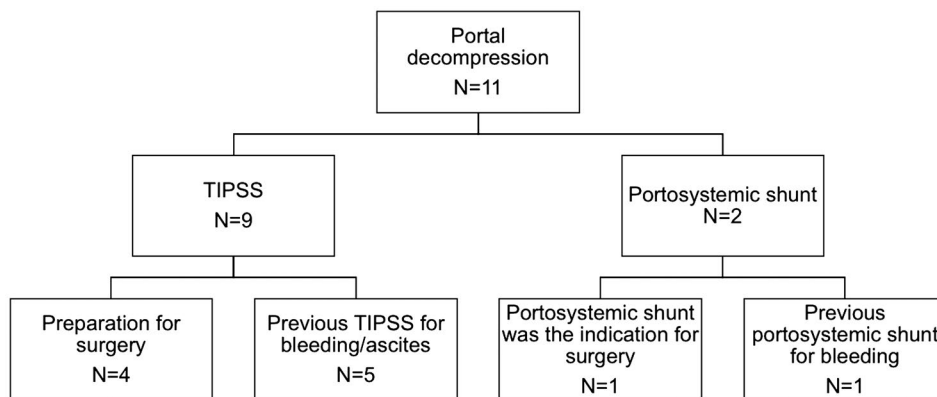 Portal
decompression
N=11
TIPSS
N=9
Portosystemic shunt
N=2
Preparation for
surgery
N=4
Previous TIPSS for
bleeding/ascites
N=5
Portosystemic shunt
was the indication for
surgery
N=1
Previous
portosystemic shunt
for bleeding
N=1